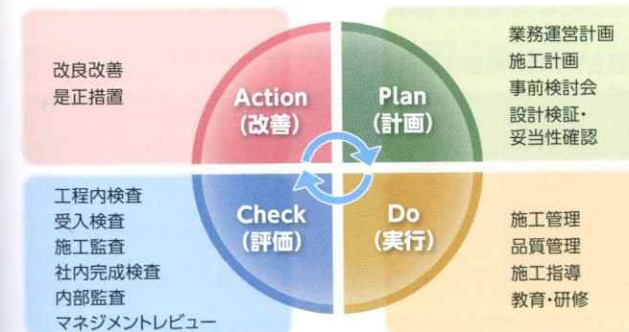 改良改善
是正措置
Action
(改善)
Plan
(計画)
業務運営計画
施工計画
事前検討会
設計検証・
妥当性確認
工程内検査
受入検査
施工監査
社内完成検査
内部監査
マネジメントレビュー
Check
(評価)
Do
(実行)
施工管理
品質管理
施工指導
教育・研修